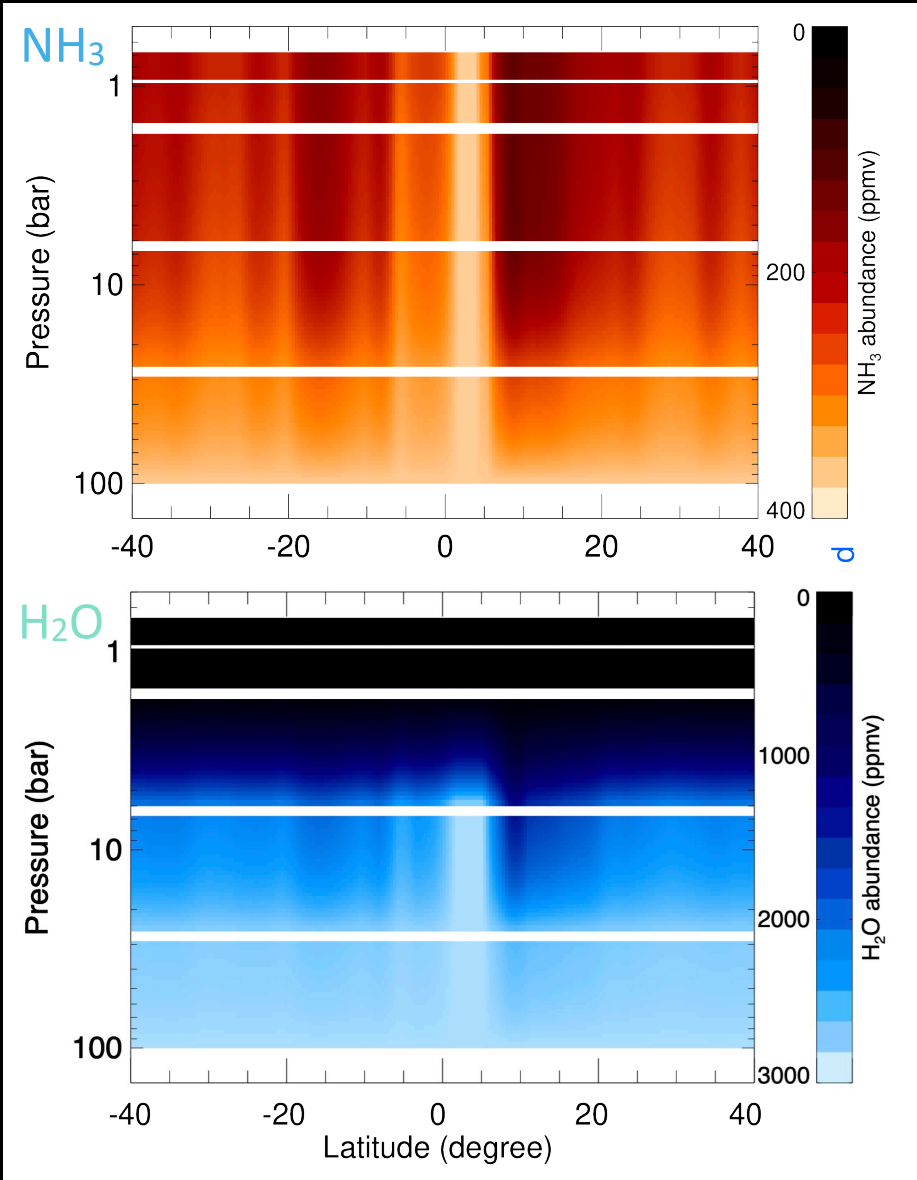 NH3
0
1
10
100
200
400
Pressure (bar)
NH3 abundance (ppmv)
-40 -20 0 20 40
d
H2O
0
1
10
100
1000
2000
3000
Pressure (bar)
H2O abundance (ppmv)
-40 -20 0 20 40
Latitude (degree)